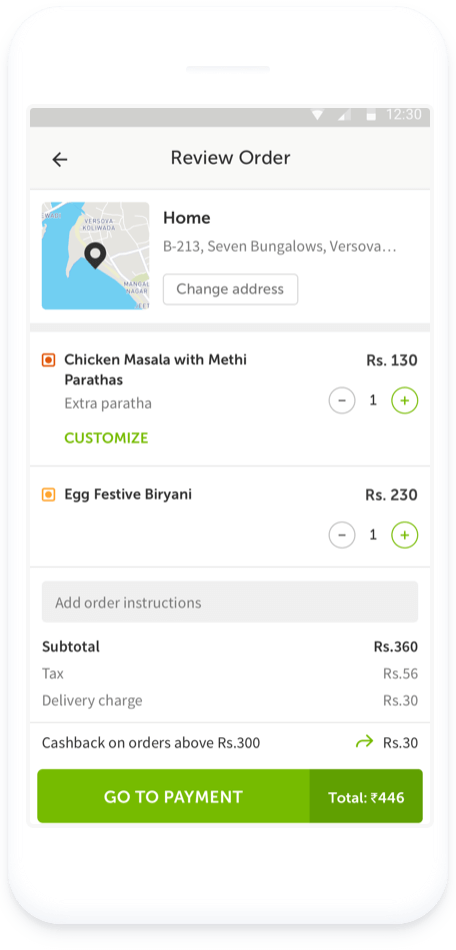 12:30
Review Order
VERSOVA
KOLIWADA
MANGAL
NAGAR
Home
B-213, Seven Bungalows, Versova…
Change address
Chicken Masala with Methi Rs. 130
Parathas
Extra paratha
− 1 +
CUSTOMIZE
Egg Festive Biryani Rs. 230
− 1 +
Add order instructions
Subtotal Rs.360
Tax Rs.56
Delivery charge Rs.30
Cashback on orders above Rs.300 Rs.30
GO TO PAYMENT Total: ₹446